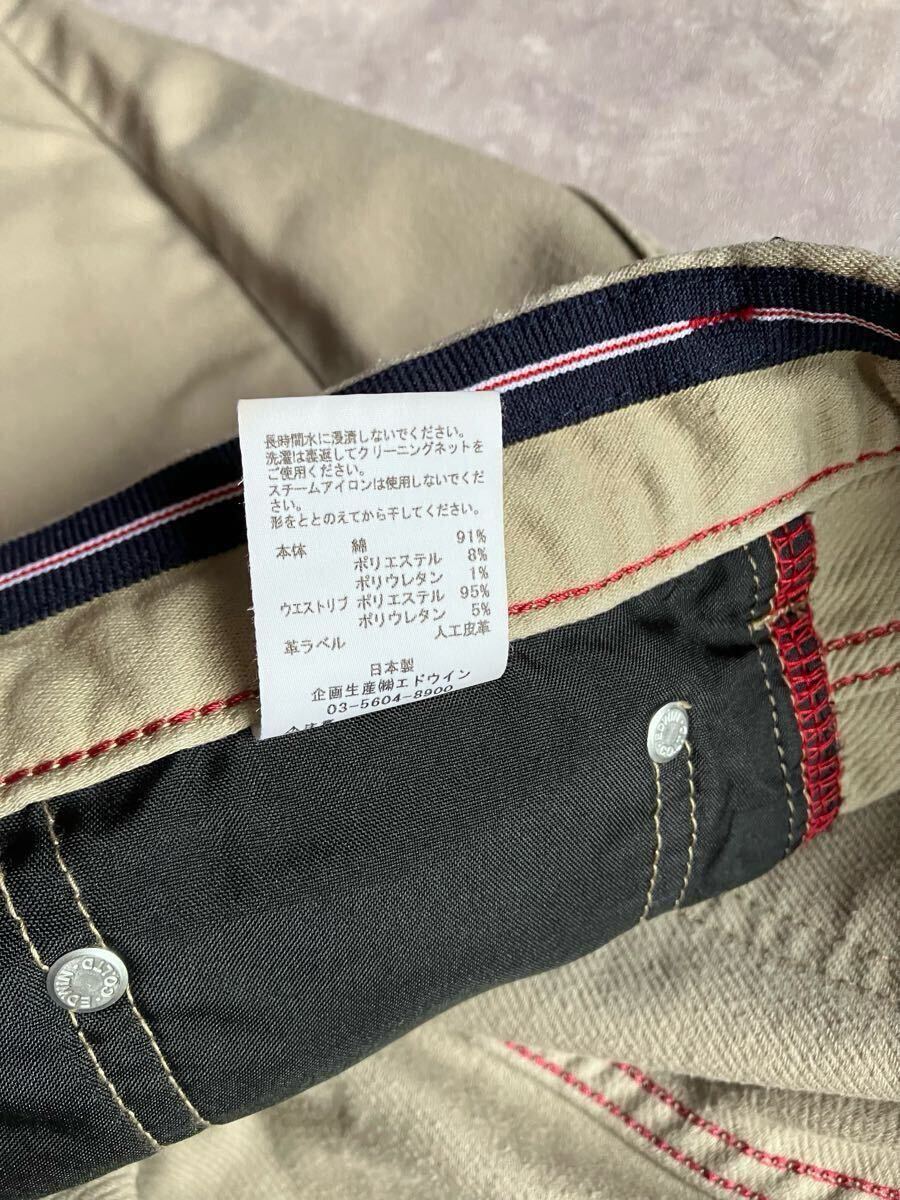 長時間水に浸漬しないでください。
洗濯は裏返してクリーニングネットを
ご使用ください。
スチームアイロンは使用しないでくだ
さい。
形をととのえてから干してください。
本体 綿 91%
ポリエステル 8%
ポリウレタン 1%
ウエストリブ ポリエステル 95%
ポリウレタン 5%
革ラベル 人工皮革
日本製
企画生産㈱エドウイン
03-5604-8900
EDWIN CO LTD
EDWIN